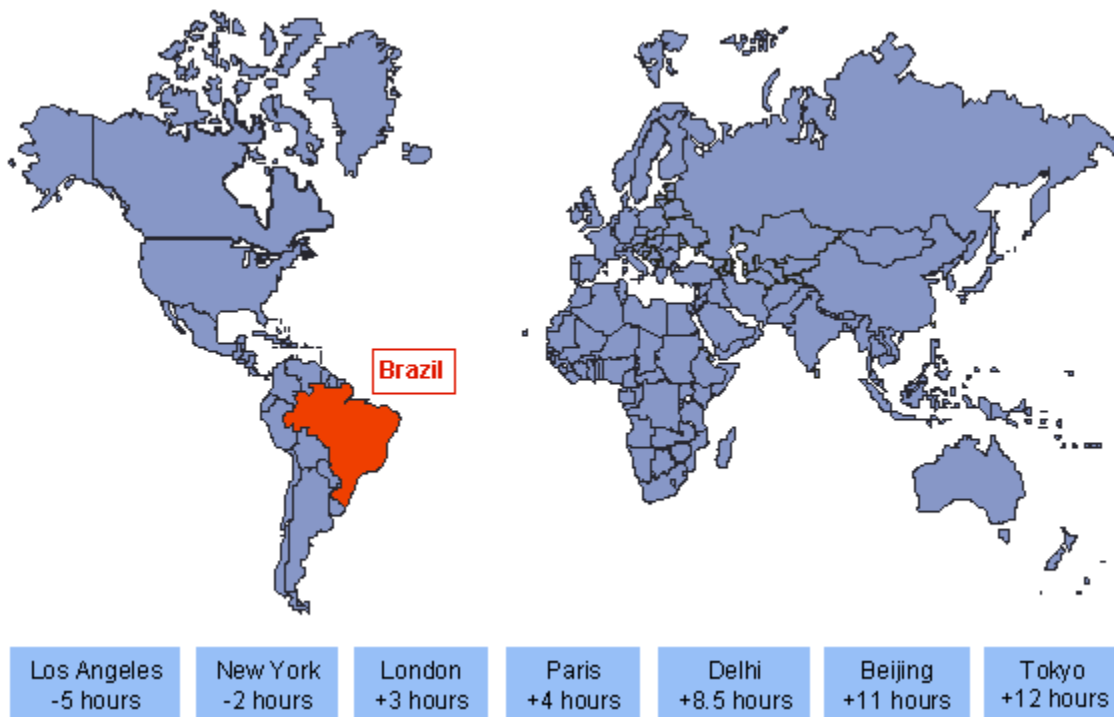 Brazil
Los Angeles
-5 hours
New York
-2 hours
London
+3 hours
Paris
+4 hours
Delhi
+8.5 hours
Beijing
+11 hours
Tokyo
+12 hours